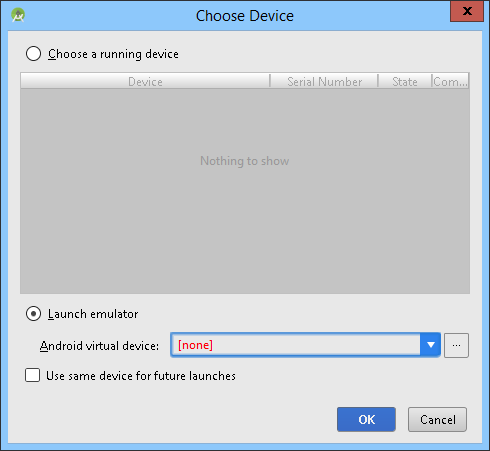 Choose Device
x
Choose a running device
Device Serial Number State Com...
Nothing to show
Launch emulator
Android virtual device: [none] ...
Use same device for future launches
OK Cancel